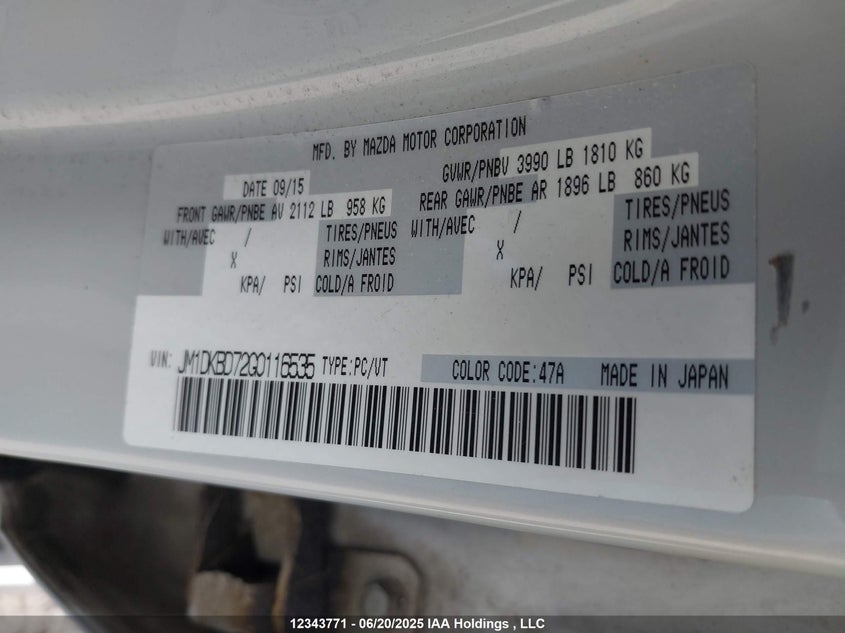 MFD. BY MAZDA MOTOR CORPORATION
DATE 09/15 GVWR/PNBV 3990 LB 1810 KG
FRONT GAWR/PNBE AV 2112 LB 958 KG REAR GAWR/PNBE AR 1896 LB 860 KG
WITH/AVEC / TIRES/PNEUS WITH/AVEC / TIRES/PNEUS
X RIMS/JANTES X RIMS/JANTES
KPA/ PSI COLD/A FROID KPA/ PSI COLD/A FROID
VIN: JM1DKBD72G0116535 TYPE:PC/VT COLOR CODE:47A MADE IN JAPAN
12343771 - 06/20/2025 IAA Holdings , LLC